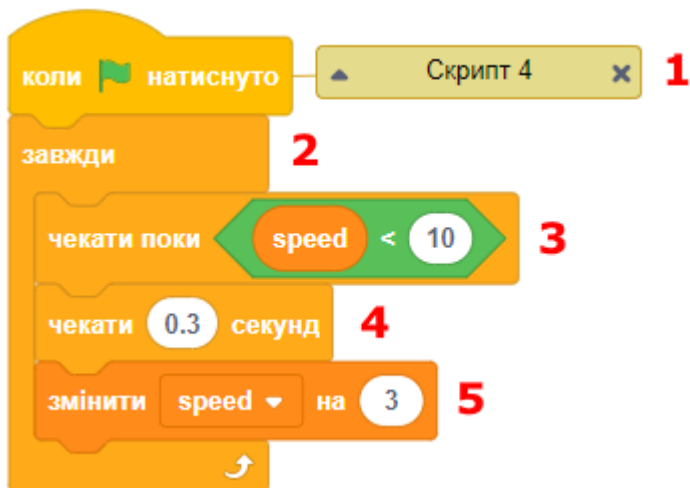 коли натиснуто Скрипт 4 1
завжди 2
чекати поки speed < 10 3
чекати 0.3 секунд 4
змінити speed на 3 5